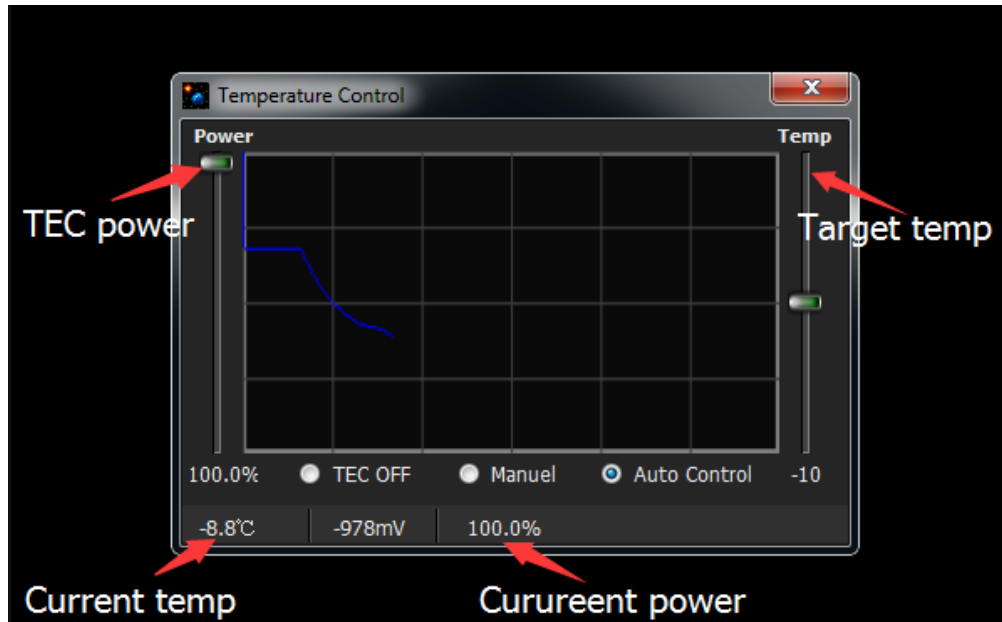 Temperature Control
Power
Temp
TEC power
Target temp
100.0%
TEC OFF
Manuel
Auto Control
-10
-8.8℃
-978mV
100.0%
Current temp
Curureent power